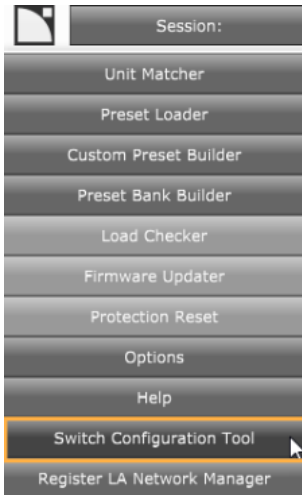 Session:
Unit Matcher
Preset Loader
Custom Preset Builder
Preset Bank Builder
Load Checker
Firmware Updater
Protection Reset
Options
Help
Switch Configuration Tool
Register LA Network Manager